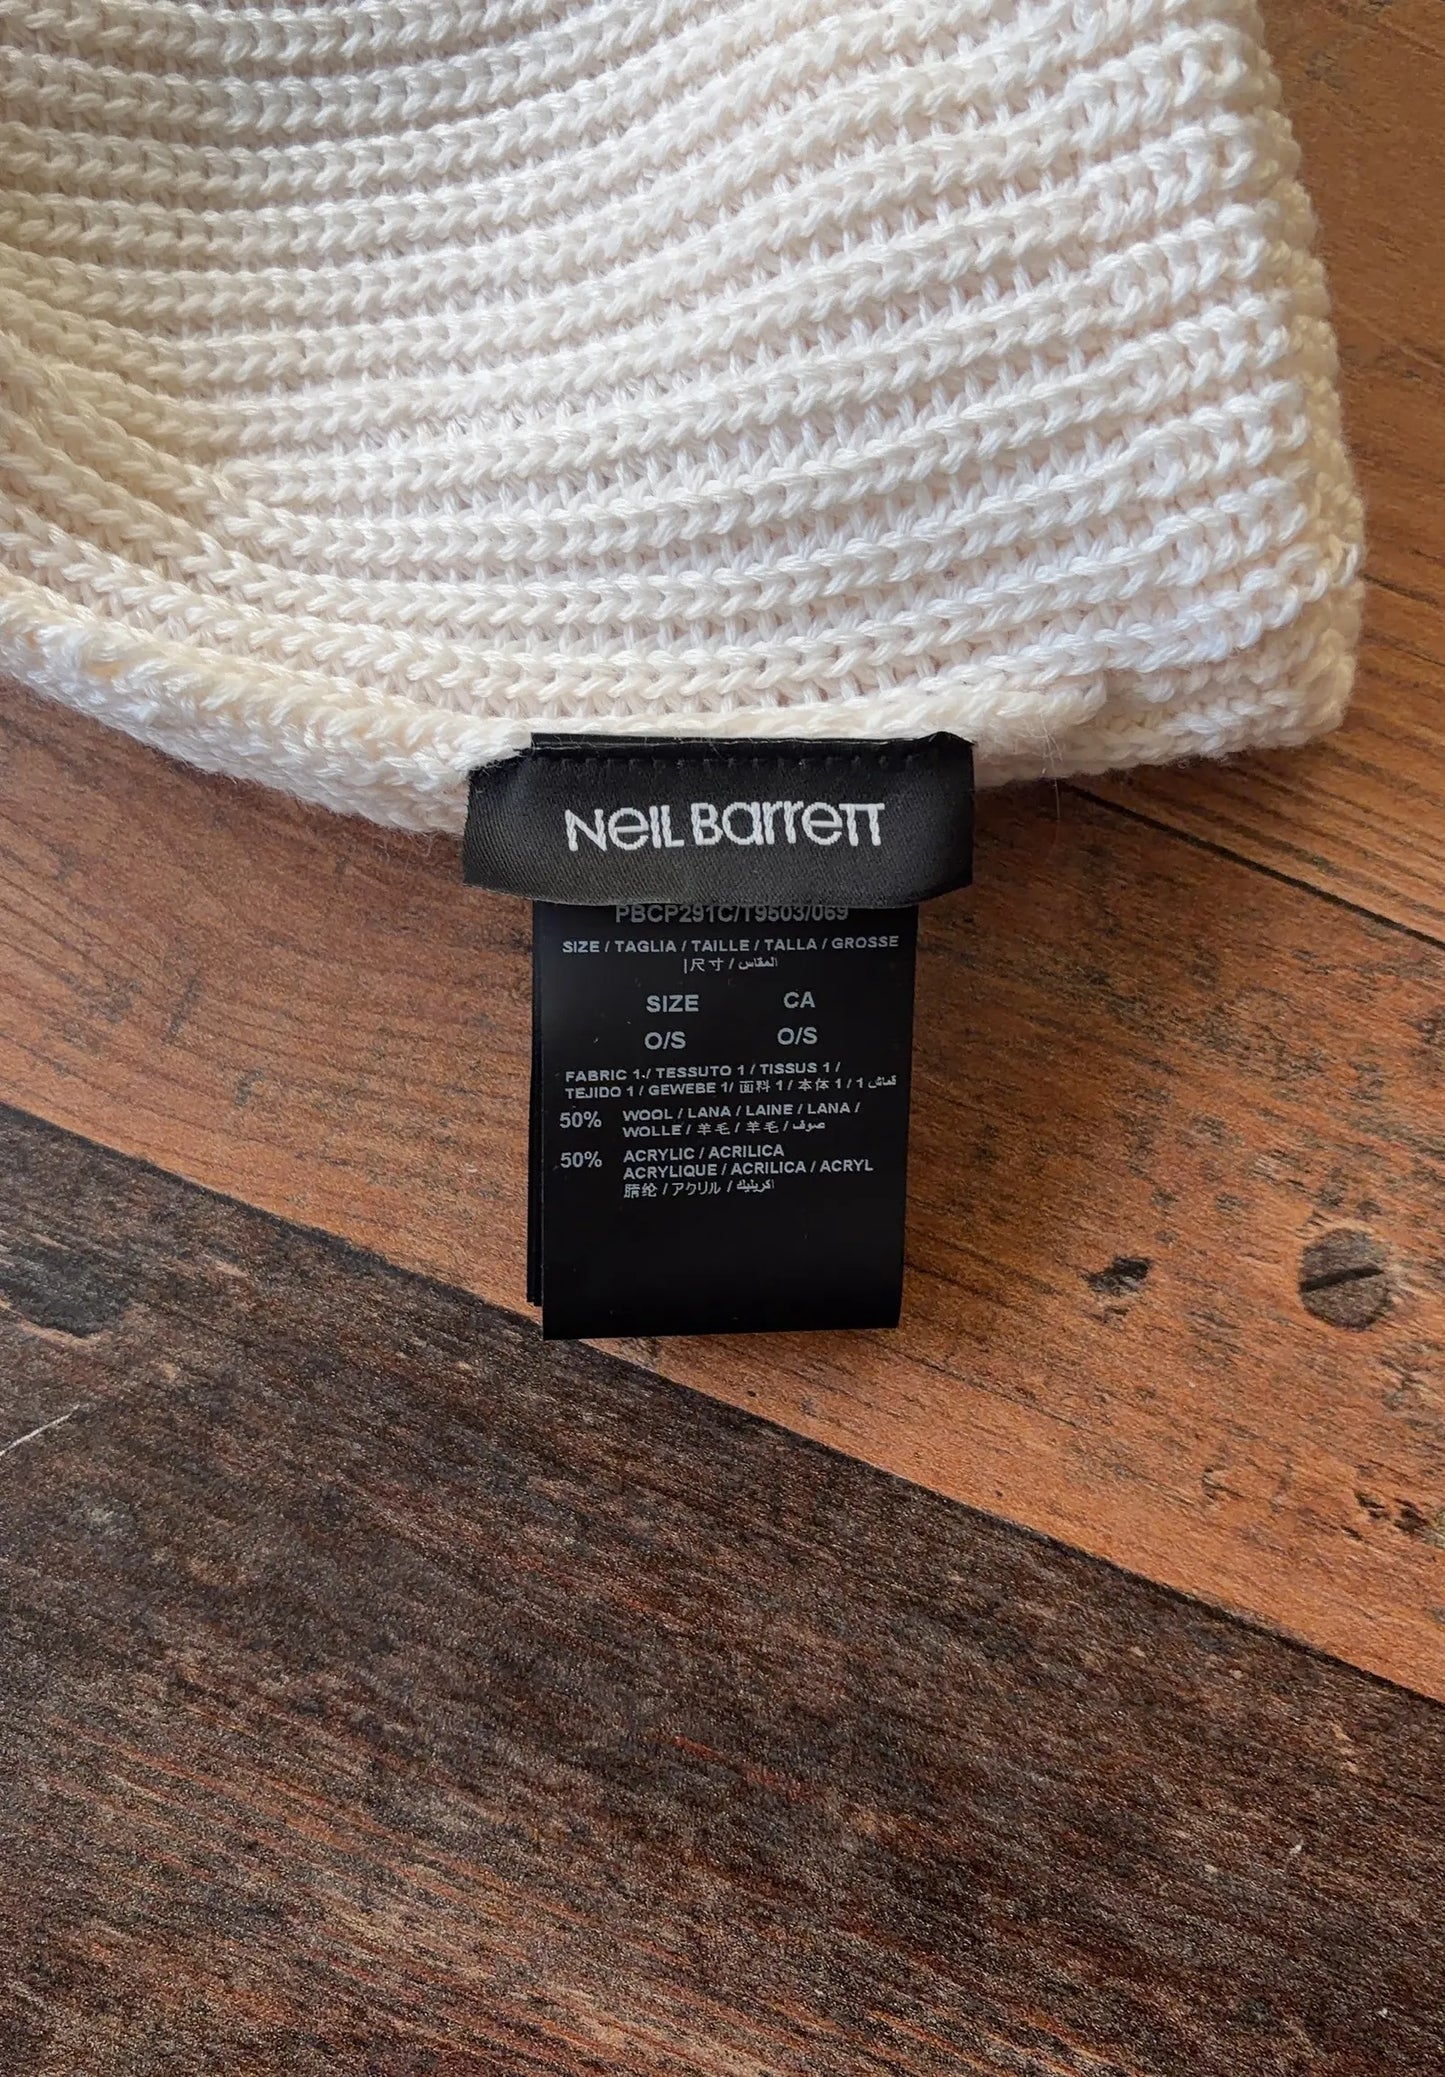 NEIL BARRETT
PBCP291C/T9503/069
SIZE / TAGLIA / TAILLE / TALLA / GROSSE
|尺寸 / المقاس
SIZE CA
O/S O/S
FABRIC 1./ TESSUTO 1 / TISSUS 1 /
TEJIDO 1 / GEWEBE 1/ 面料 1 / 本体 1 / 1 قماش
50% WOOL / LANA / LAINE / LANA /
WOLLE / 羊毛 / 羊毛 / صوف
50% ACRYLIC / ACRILICA
ACRYLIQUE / ACRILICA / ACRYL
腈纶 / アクリル / اكريليك